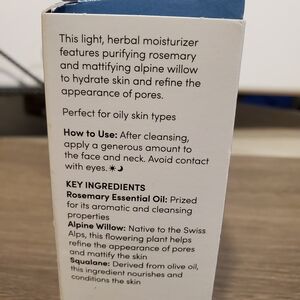 This light, herbal moisturizer
features purifying rosemary
and mattifying alpine willow
to hydrate skin and refine the
appearance of pores.
Perfect for oily skin types
How to Use: After cleansing,
apply a generous amount to
the face and neck. Avoid contact
with eyes.
KEY INGREDIENTS
Rosemary Essential Oil: Prized
for its aromatic and cleansing
properties
Alpine Willow: Native to the Swiss
Alps, this flowering plant helps
refine the appearance of pores
and mattify the skin
Squalane: Derived from olive oil,
this ingredient nourishes and
conditions the skin